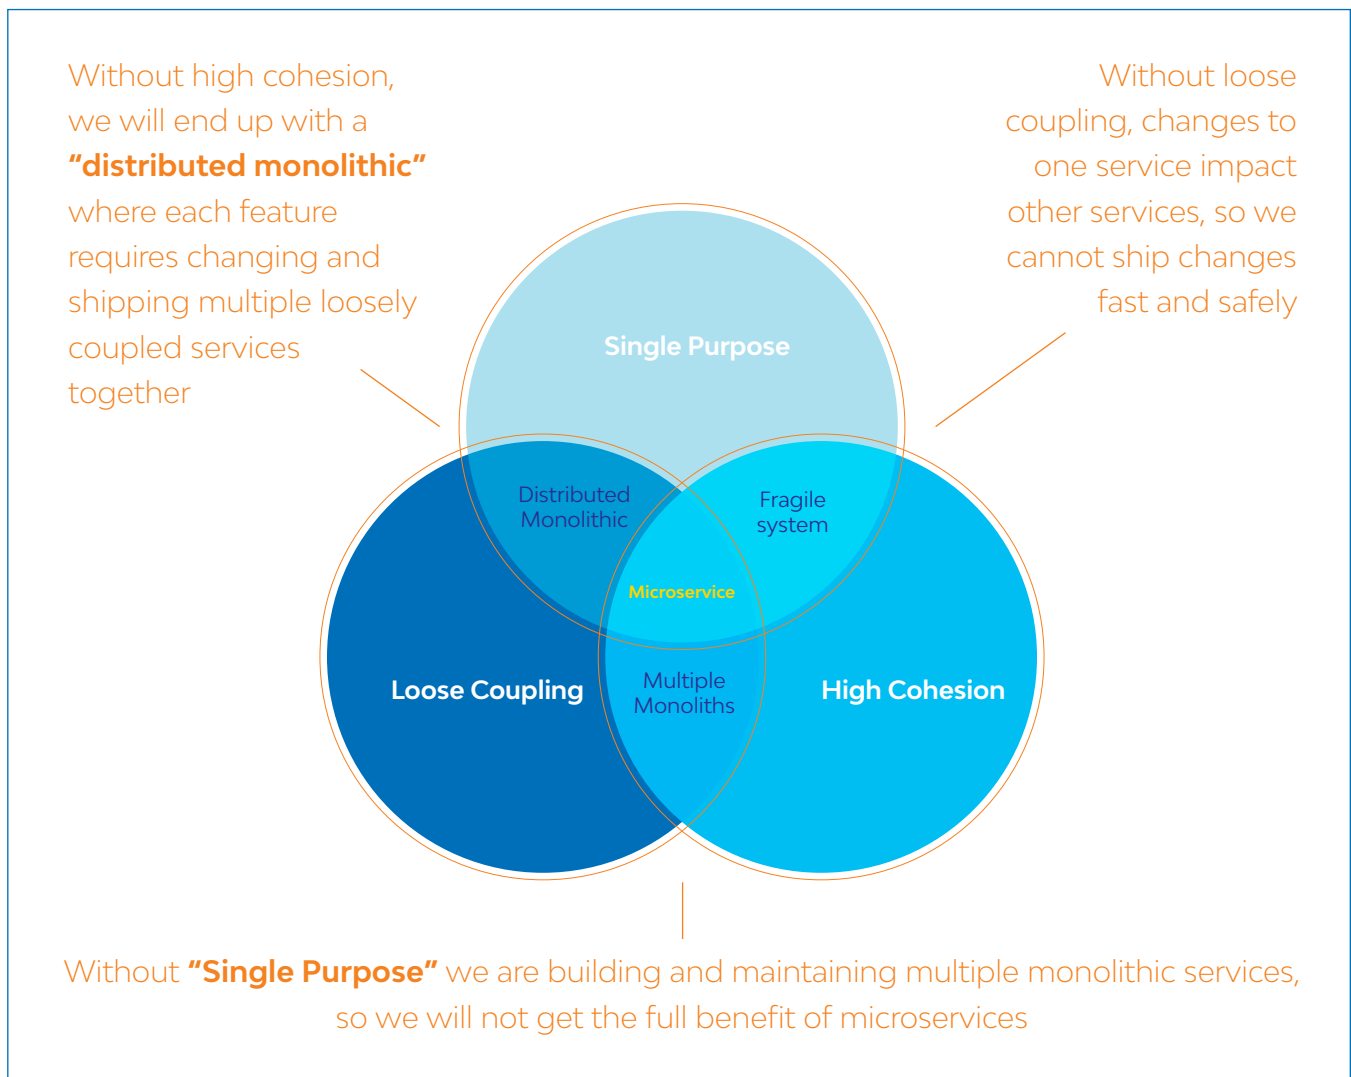 Without high cohesion,
we will end up with a
“distributed monolithic”
where each feature
requires changing and
shipping multiple loosely
coupled services
together
Without loose
coupling, changes to
one service impact
other services, so we
cannot ship changes
fast and safely
Single Purpose
Distributed
Monolithic
Fragile
system
Microservice
Loose Coupling
Multiple
Monoliths
High Cohesion
Without “Single Purpose” we are building and maintaining multiple monolithic services,
so we will not get the full benefit of microservices